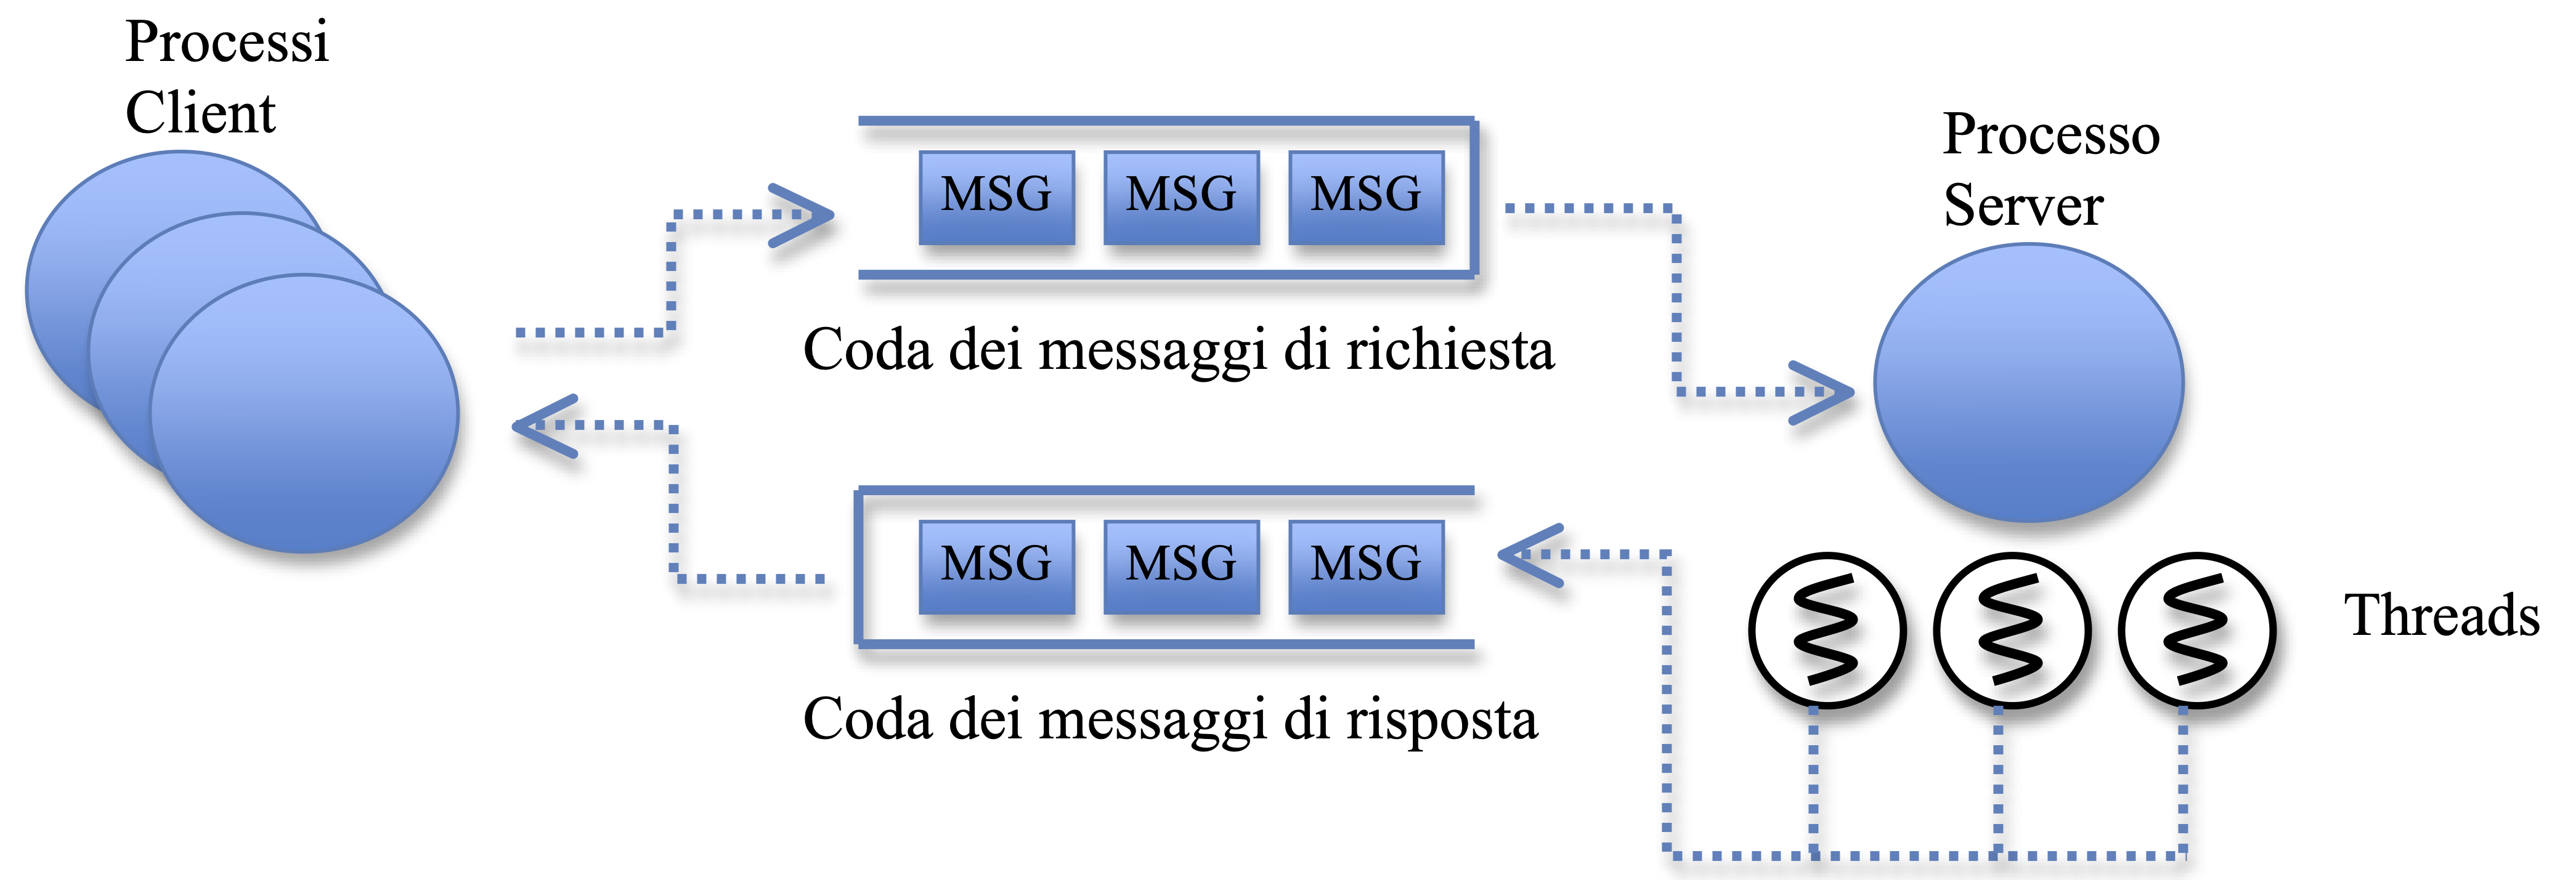 Processi
Client
MSG MSG MSG
Coda dei messaggi di richiesta
Processo
Server
MSG MSG MSG
Coda dei messaggi di risposta
Threads